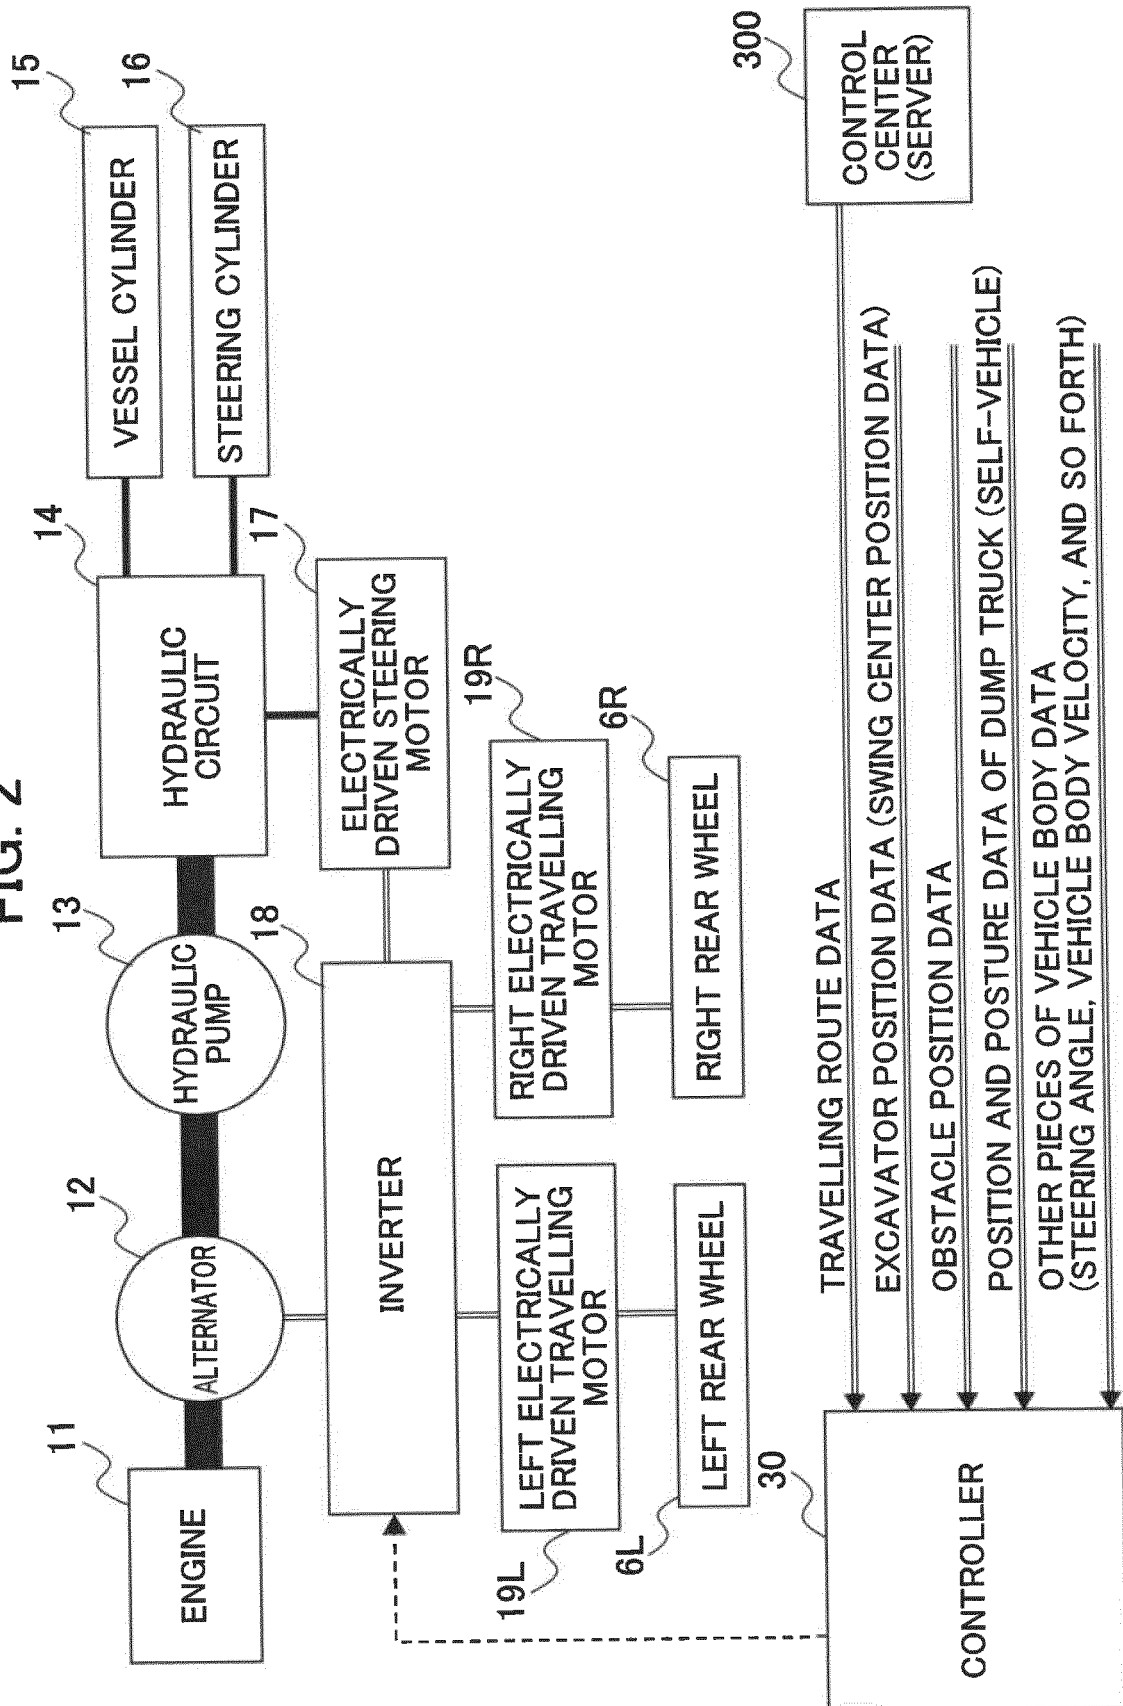 FIG. 2
11
ENGINE
12
ALTERNATOR
13
HYDRAULIC
PUMP
14
HYDRAULIC
CIRCUIT
15
VESSEL CYLINDER
16
STEERING CYLINDER
17
ELECTRICALLY
DRIVEN STEERING
MOTOR
18
INVERTER
19L
LEFT ELECTRICALLY
DRIVEN TRAVELLING
MOTOR
19R
RIGHT ELECTRICALLY
DRIVEN TRAVELLING
MOTOR
6L
LEFT REAR WHEEL
6R
RIGHT REAR WHEEL
30
CONTROLLER
TRAVELLING ROUTE DATA
EXCAVATOR POSITION DATA (SWING CENTER POSITION DATA)
OBSTACLE POSITION DATA
POSITION AND POSTURE DATA OF DUMP TRUCK (SELF-VEHICLE)
OTHER PIECES OF VEHICLE BODY DATA
(STEERING ANGLE, VEHICLE BODY VELOCITY, AND SO FORTH)
300
CONTROL
CENTER
(SERVER)